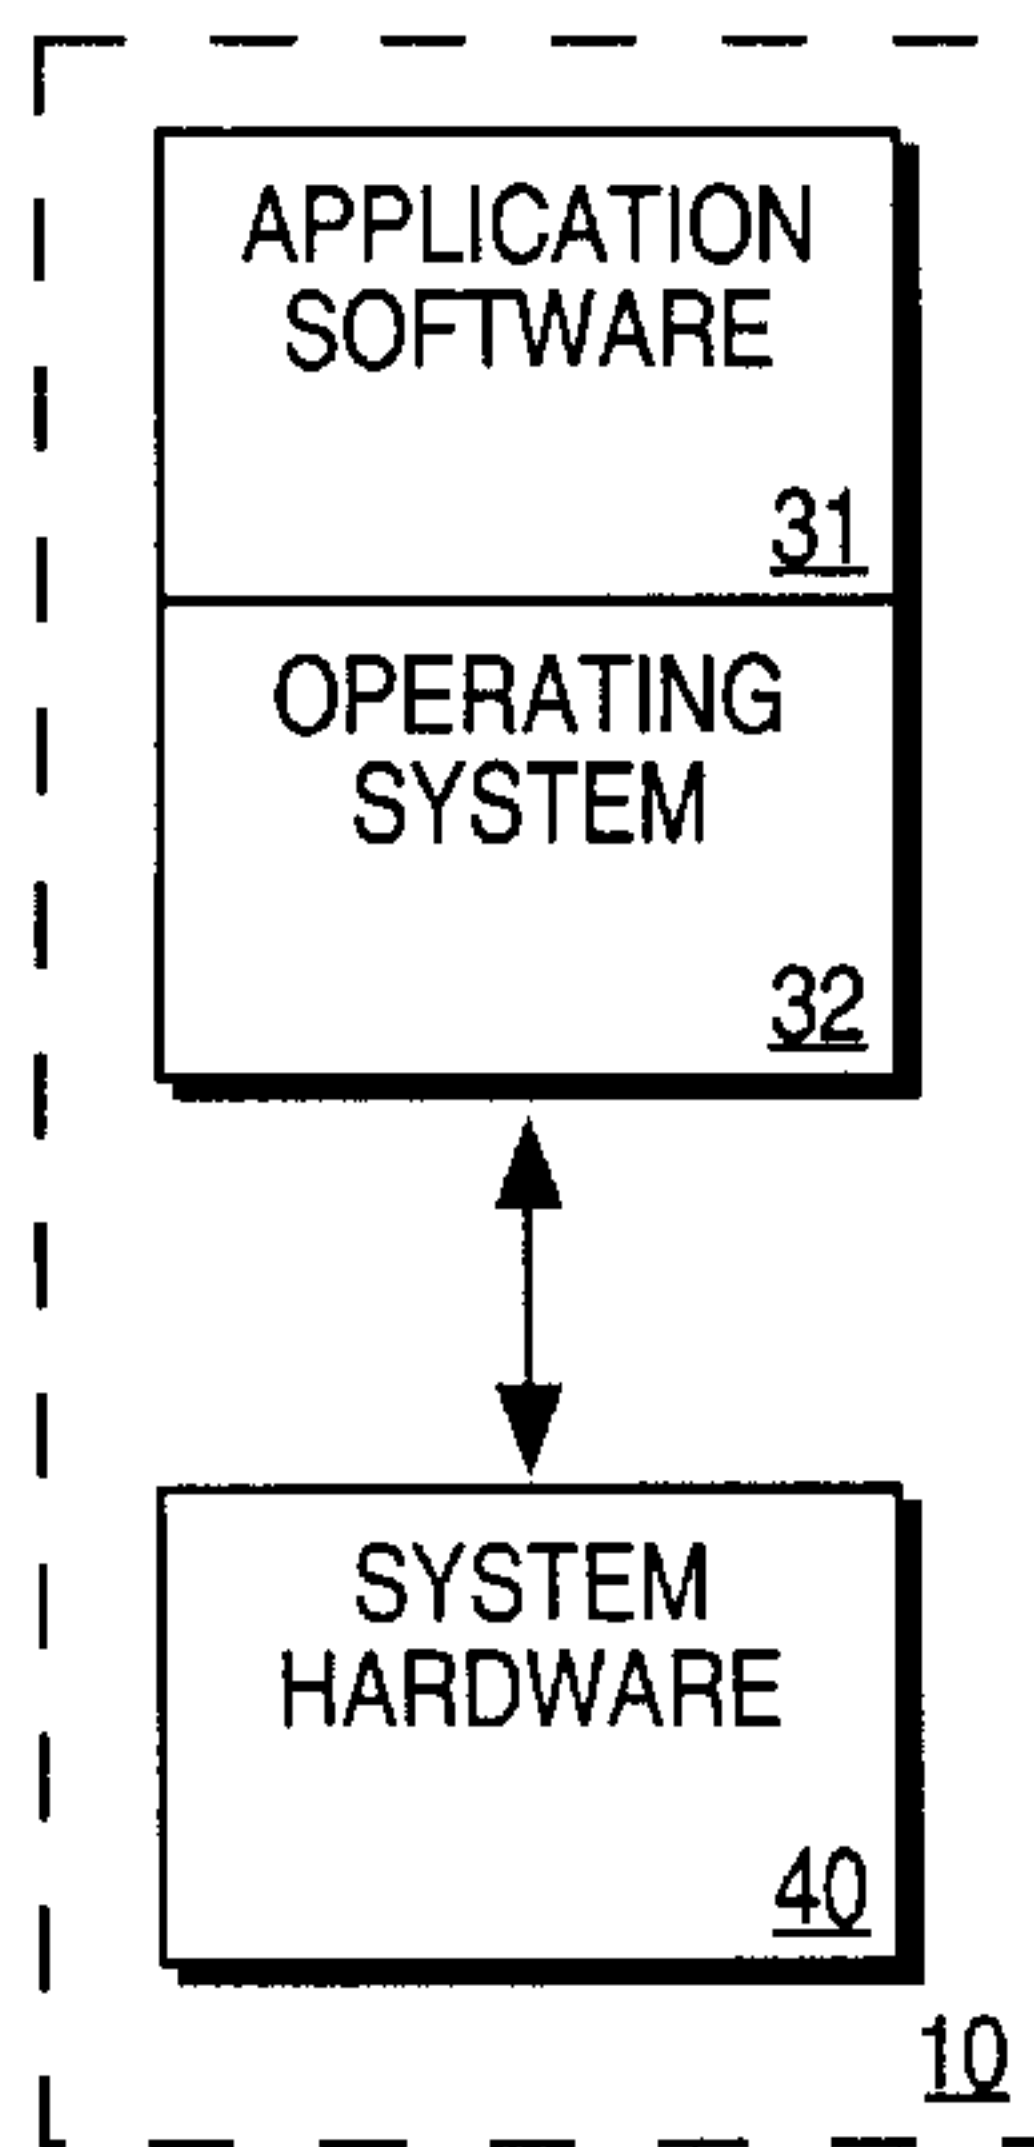 APPLICATION
SOFTWARE
31
OPERATING
SYSTEM
32
SYSTEM
HARDWARE
40
10